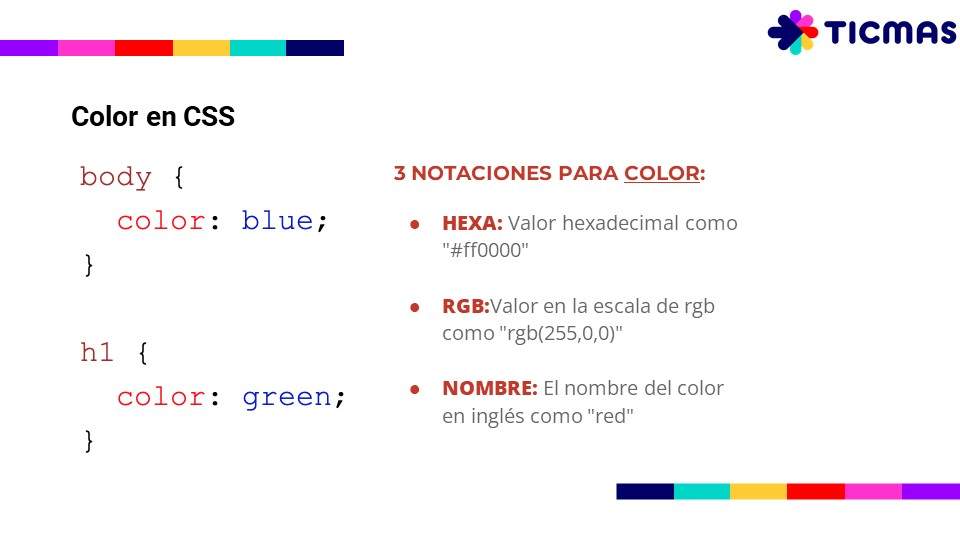 TICMAS
Color en CSS
body {
  color: blue;
}
h1 {
  color: green;
}
3 NOTACIONES PARA COLOR:
● HEXA: Valor hexadecimal como
"#ff0000"
● RGB:Valor en la escala de rgb
como "rgb(255,0,0)"
● NOMBRE: El nombre del color
en inglés como "red"